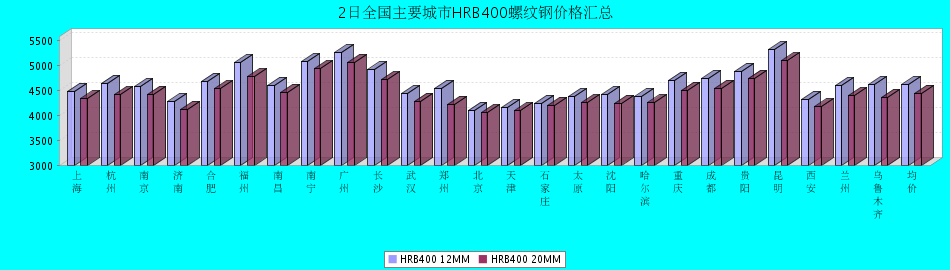 2日全国主要城市HRB400螺纹钢价格汇总
5500
5000
4500
4000
3500
3000
上海
杭州
南京
济南
合肥
福州
南昌
南宁
广州
长沙
武汉
郑州
北京
天津
石家庄
太原
沈阳
哈尔滨
重庆
成都
贵阳
昆明
西安
兰州
乌鲁木齐
均价
HRB400 12MM HRB400 20MM